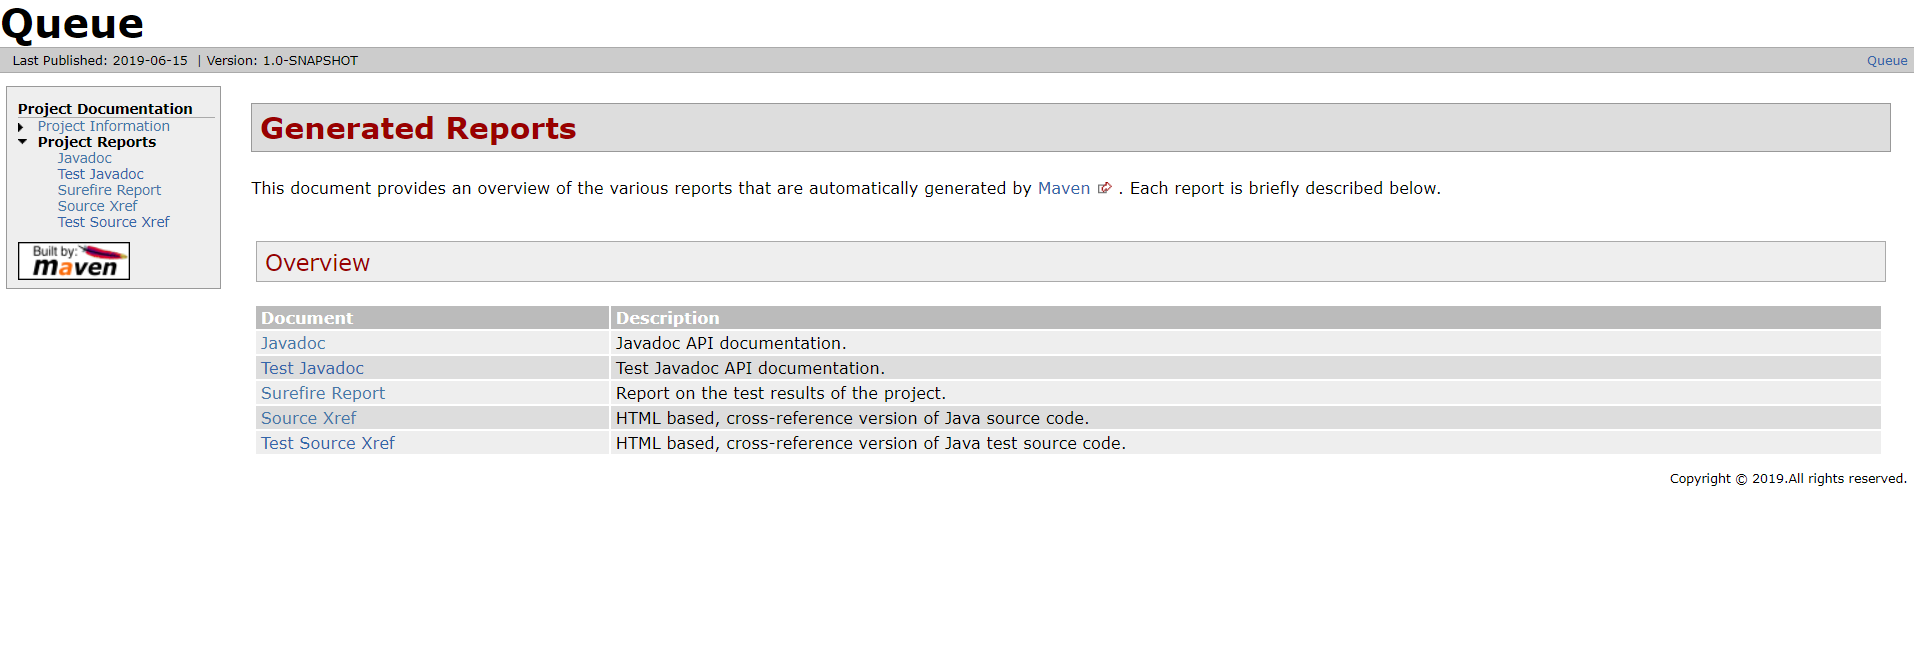 Queue
Last Published: 2019-06-15 | Version: 1.0-SNAPSHOT
Queue
Project Documentation
Project Information
Project Reports
Javadoc
Test Javadoc
Surefire Report
Source Xref
Test Source Xref
Built by:
maven
Generated Reports
This document provides an overview of the various reports that are automatically generated by Maven . Each report is briefly described below.
Overview
Document Description
Javadoc Javadoc API documentation.
Test Javadoc Test Javadoc API documentation.
Surefire Report Report on the test results of the project.
Source Xref HTML based, cross-reference version of Java source code.
Test Source Xref HTML based, cross-reference version of Java test source code.
Copyright © 2019.All rights reserved.